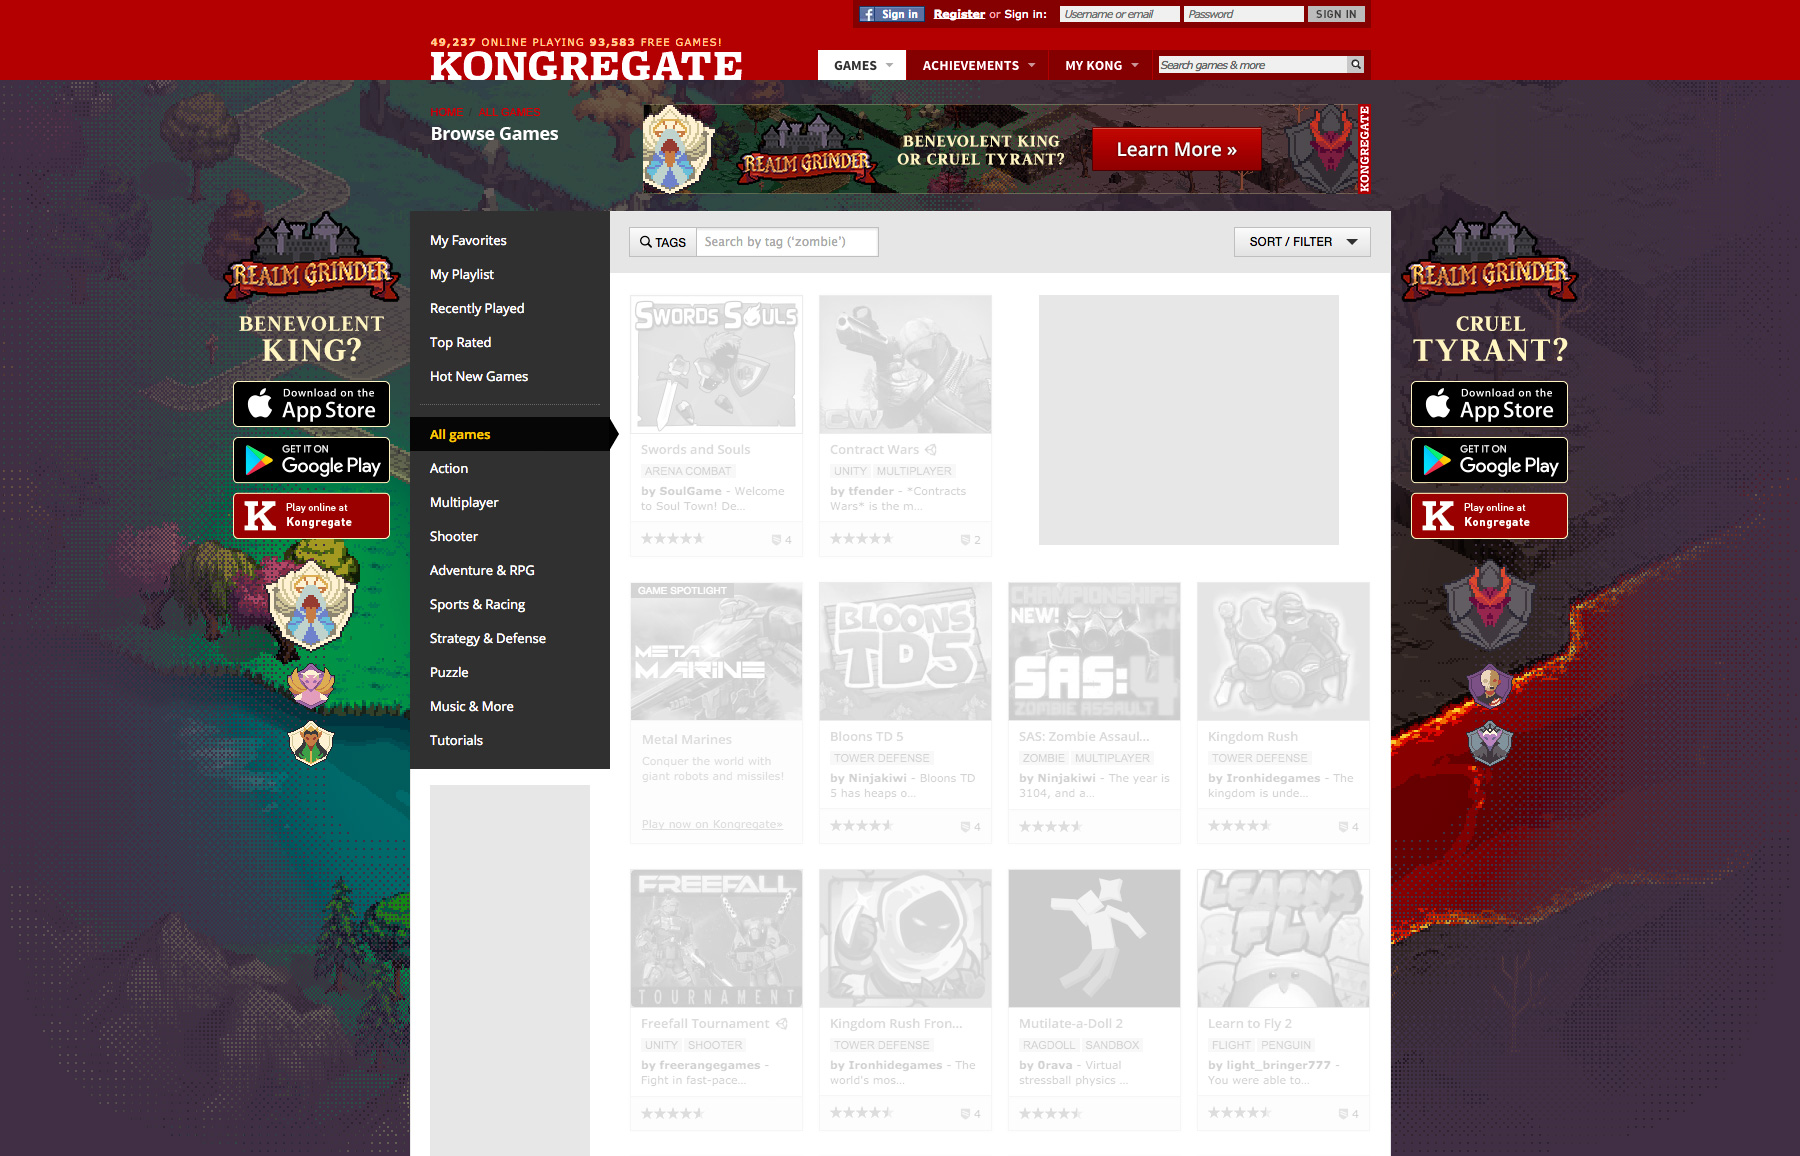 Sign in
Register or Sign in:
Username or email
Password
SIGN IN
49,237 ONLINE PLAYING 93,583 FREE GAMES!
KONGREGATE
GAMES
ACHIEVEMENTS
MY KONG
Search games & more
HOME / ALL GAMES
Browse Games
REALM GRINDER
BENEVOLENT KING
OR CRUEL TYRANT?
Learn More »
KONGREGATE
REALM GRINDER
BENEVOLENT
KING?
Download on the
App Store
GET IT ON
Google Play
K
Play online at
Kongregate
My Favorites
My Playlist
Recently Played
Top Rated
Hot New Games
All games
Action
Multiplayer
Shooter
Adventure & RPG
Sports & Racing
Strategy & Defense
Puzzle
Music & More
Tutorials
TAGS
Search by tag (‘zombie’)
SORT / FILTER
SWORDS SOULS
Swords and Souls
ARENA COMBAT
by SoulGame - Welcome
to Soul Town! De...
4
CW
Contract Wars
UNITY MULTIPLAYER
by tfender - *Contracts
Wars* is the m...
2
GAME SPOTLIGHT
METAL
MARINE
Metal Marines
Conquer the world with
giant robots and missiles!
Play now on Kongregate»
BLOONS
TD5
Bloons TD 5
TOWER DEFENSE
by Ninjakiwi - Bloons TD
5 has heaps o...
4
CHAMPIONSHIPS
NEW!
SAS:4
ZOMBIE ASSAULT
SAS: Zombie Assaul...
ZOMBIE MULTIPLAYER
by Ninjakiwi - The year is
3104, and a...
Kingdom Rush
TOWER DEFENSE
by Ironhidegames - The
kingdom is unde...
4
FREEFALL
TOURNAMENT
Freefall Tournament
UNITY SHOOTER
by freerangegames -
Fight in fast-pace...
Kingdom Rush Fron...
TOWER DEFENSE
by Ironhidegames - The
world's mos...
4
Mutilate-a-Doll 2
RAGDOLL SANDBOX
by 0rava - Virtual
stressball physics ...
LEARN 2
FLY
Learn to Fly 2
FLIGHT PENGUIN
by light_bringer777 -
You were able to...
4
REALM GRINDER
CRUEL
TYRANT?
Download on the
App Store
GET IT ON
Google Play
K
Play online at
Kongregate